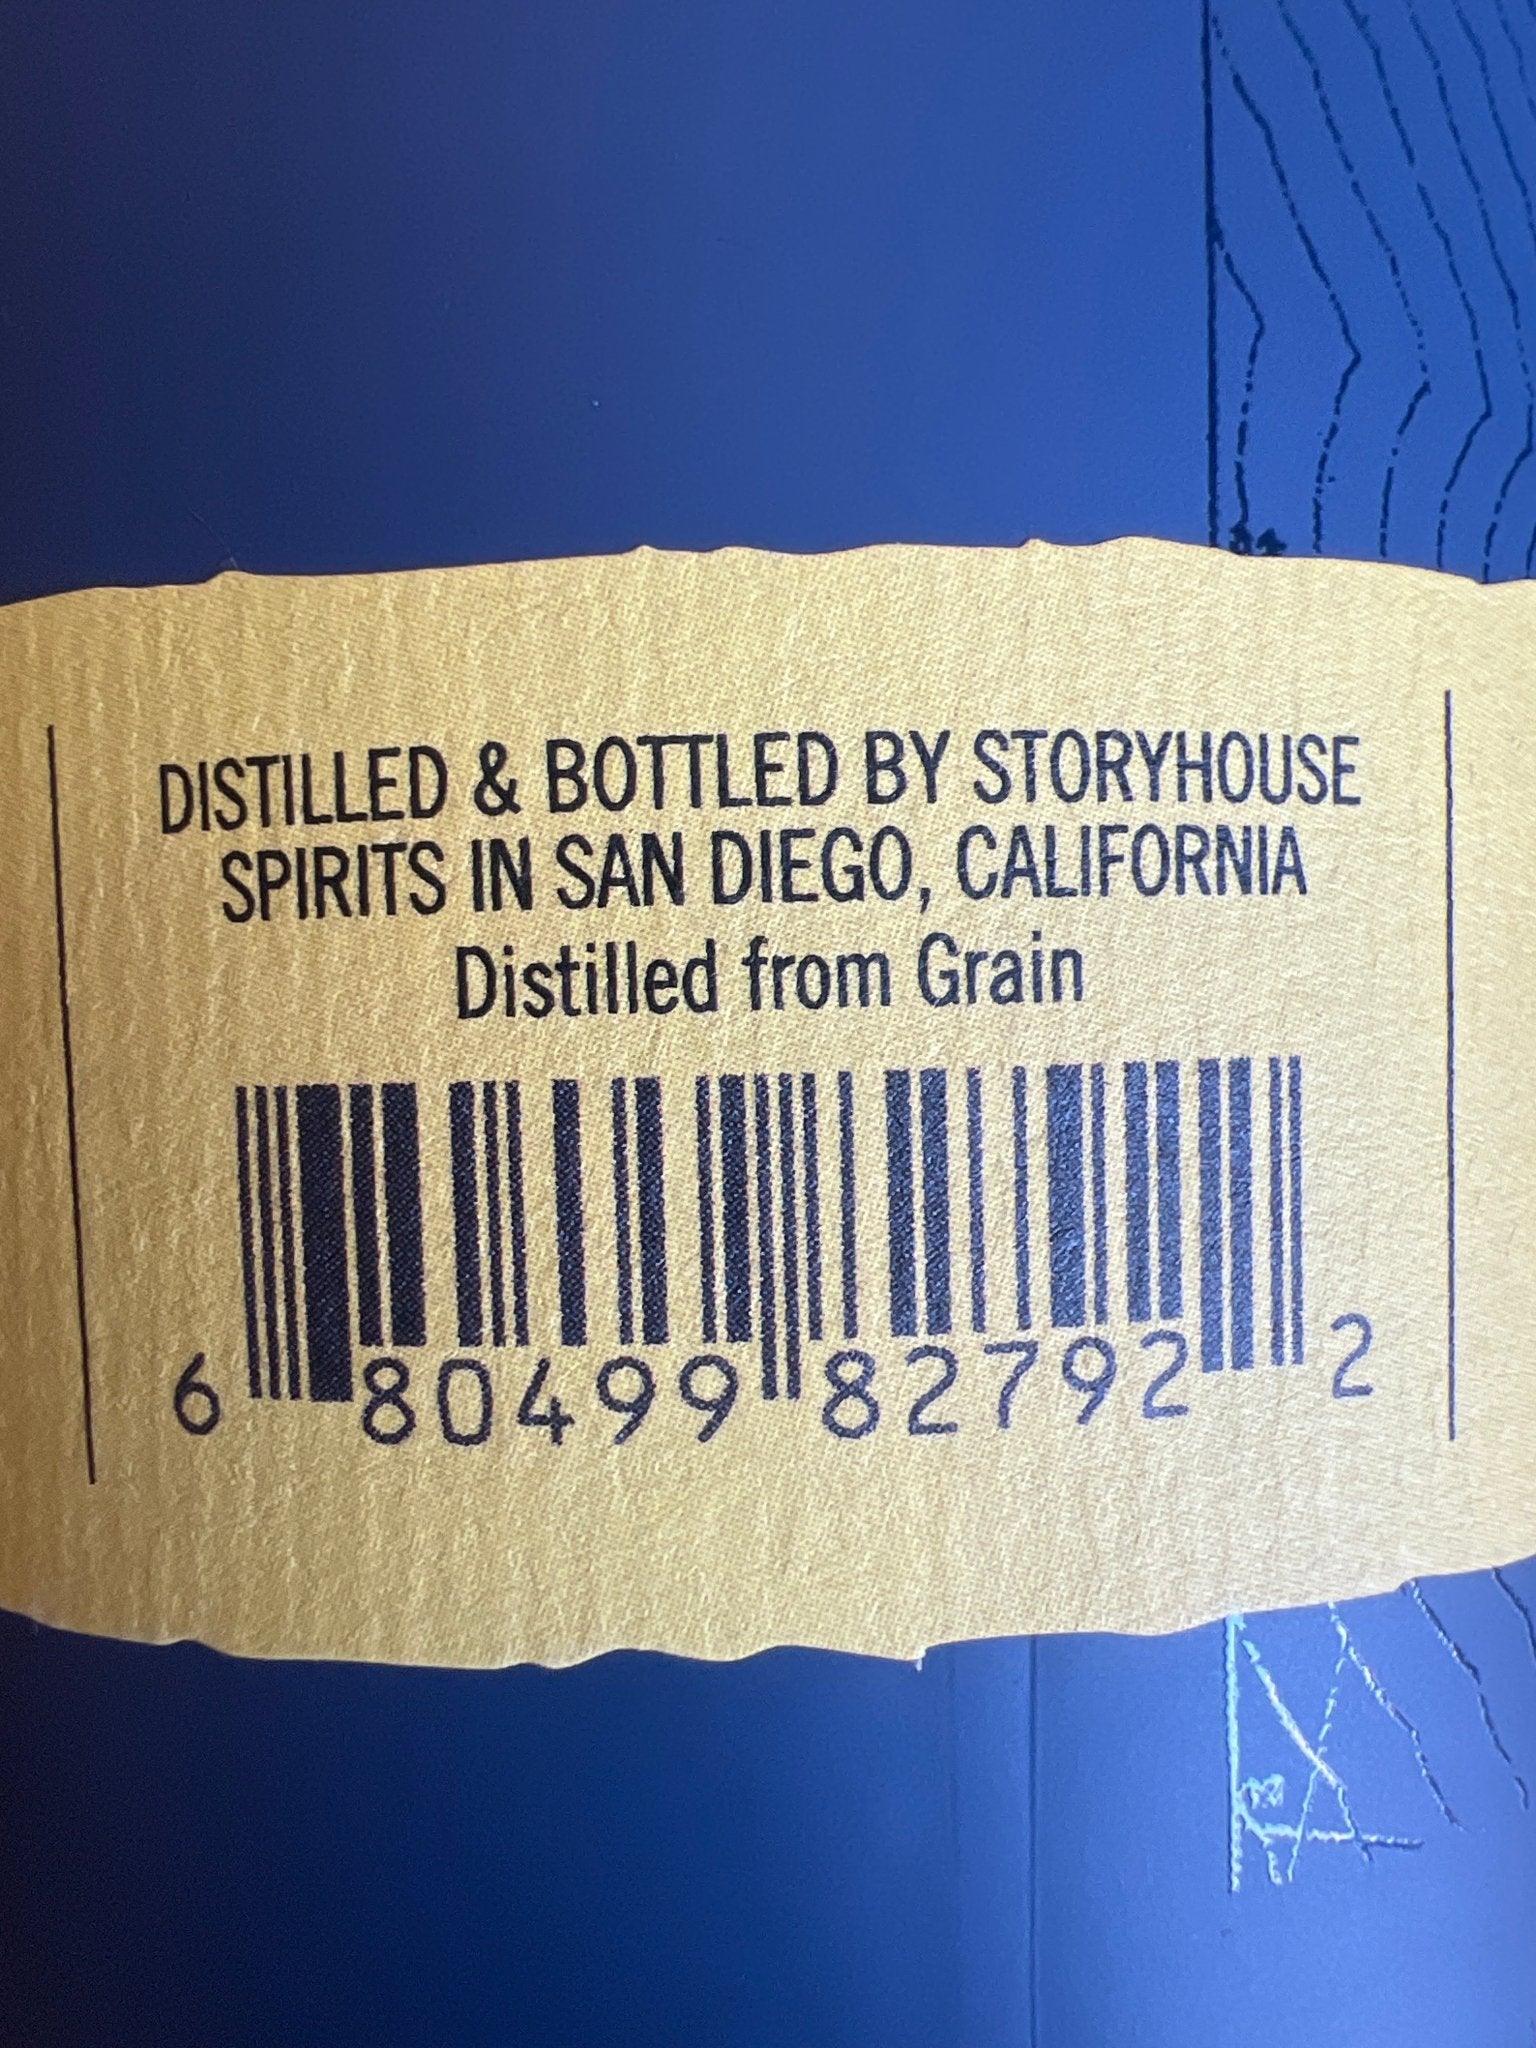 DISTILLED & BOTTLED BY STORYHOUSE
SPIRITS IN SAN DIEGO, CALIFORNIA
Distilled from Grain
6 80499 82792 2